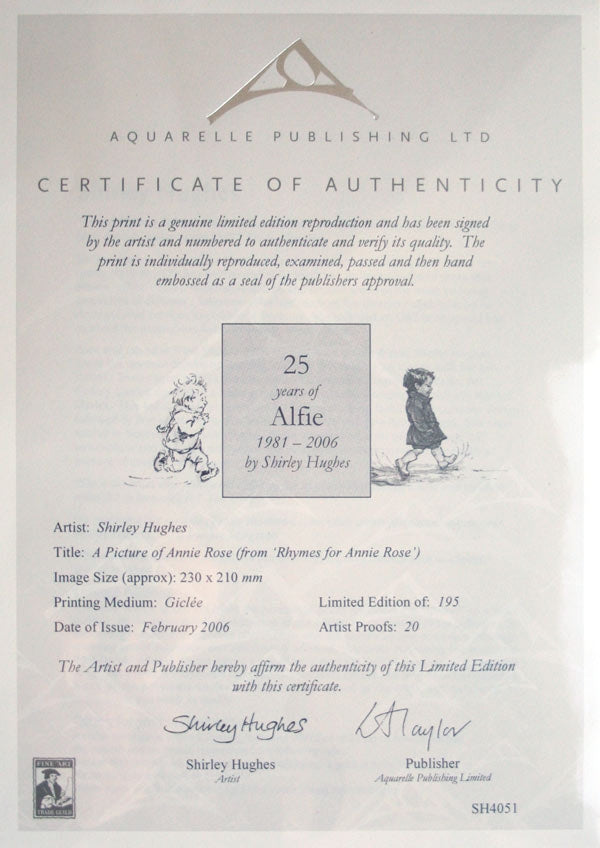 AQUARELLE PUBLISHING LTD
CERTIFICATE OF AUTHENTICITY
This print is a genuine limited edition reproduction and has been signed
by the artist and numbered to authenticate and verify its quality. The
print is individually reproduced, examined, passed and then hand
embossed as a seal of the publishers approval.
25
years of
Alfie
1981 – 2006
by Shirley Hughes
Artist: Shirley Hughes
Title: A Picture of Annie Rose (from ‘Rhymes for Annie Rose’)
Image Size (approx): 230 x 210 mm
Printing Medium: Giclée
Limited Edition of: 195
Date of Issue: February 2006
Artist Proofs: 20
The Artist and Publisher hereby affirm the authenticity of this Limited Edition
with this certificate.
Shirley Hughes
Taylor
Shirley Hughes
Artist
Publisher
Aquarelle Publishing Limited
FINE ART
TRADE GUILD
SH4051